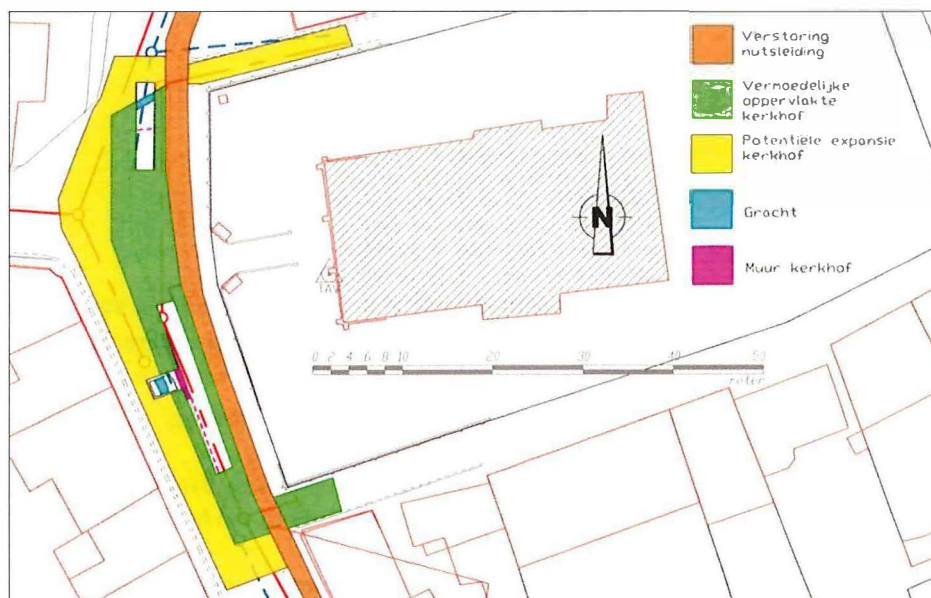 Verstoring
nutsleiding
Vermoedelijke
oppervlakte
kerkhof
Potentiële expansie
kerkhof
Gracht
Muur kerkhof
N
TAW
0 2 4 6 8 10 20 30 40 50
meter